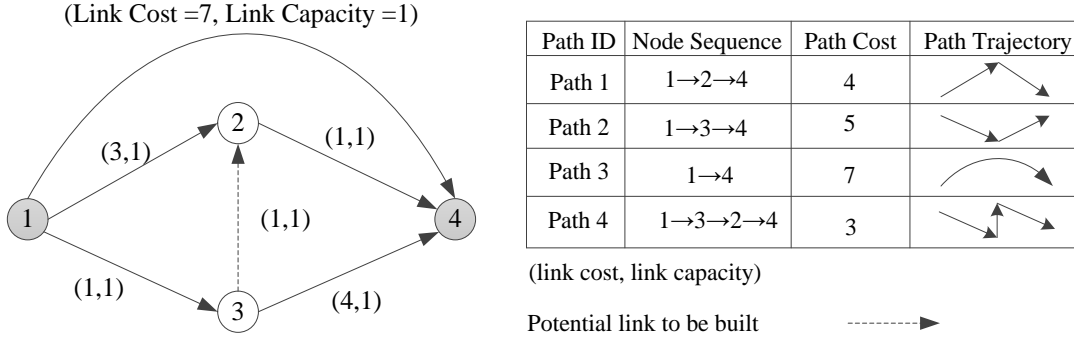 (Link Cost =7, Link Capacity =1)
2
(3,1)
(1,1)
1
(1,1)
4
(1,1)
3
(4,1)
Path ID Node Sequence Path Cost Path Trajectory
Path 1 1→2→4 4
Path 2 1→3→4 5
Path 3 1→4 7
Path 4 1→3→2→4 3
(link cost, link capacity)
Potential link to be built